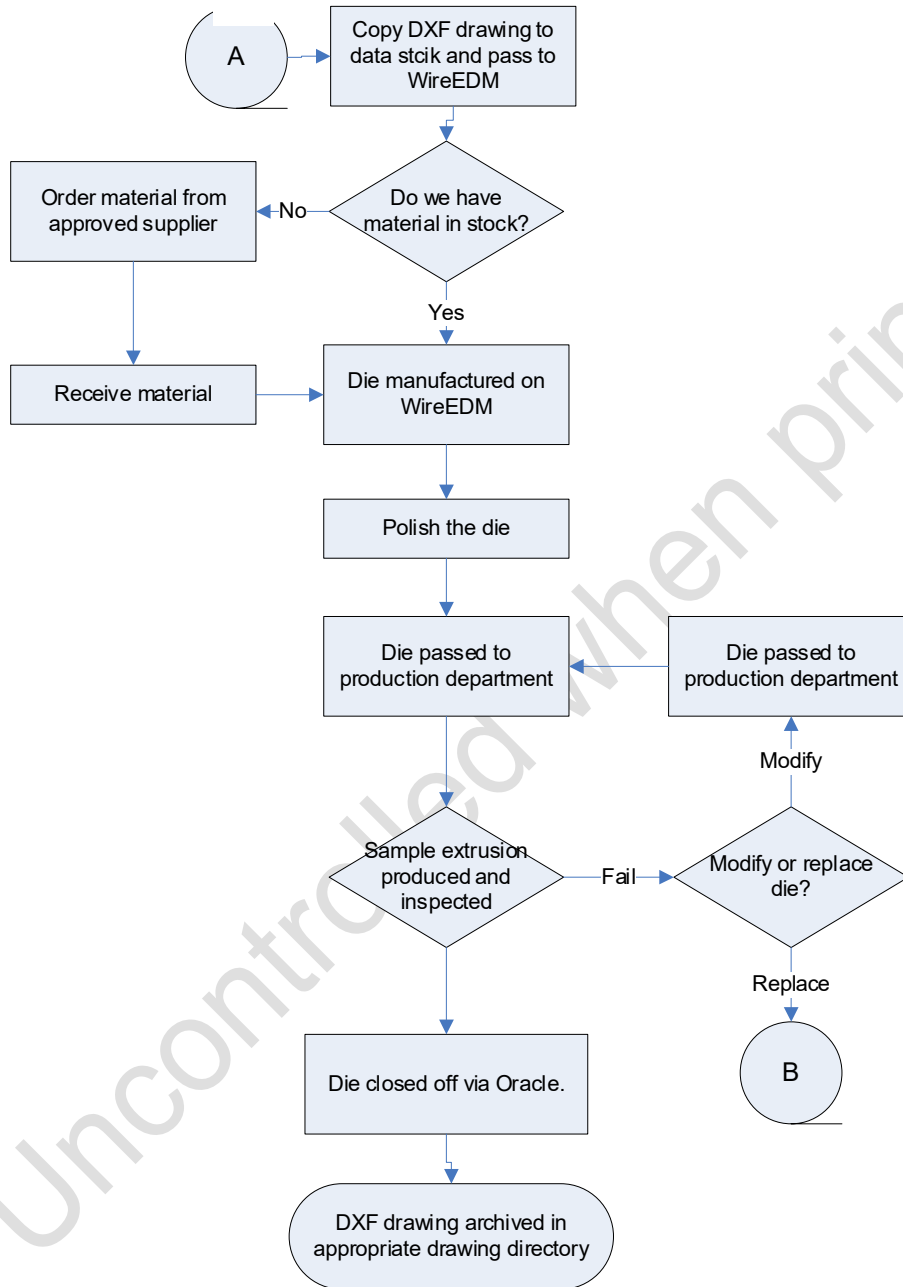 A
Copy DXF drawing to
data stcik and pass to
WireEDM
Order material from
approved supplier
No
Do we have
material in stock?
Yes
Receive material
Die manufactured on
WireEDM
Polish the die
Die passed to
production department
Die passed to
production department
Modify
Sample extrusion
produced and
inspected
Fail
Modify or replace
die?
Replace
Die closed off via Oracle.
B
DXF drawing archived in
appropriate drawing directory
Uncontrolled when prin